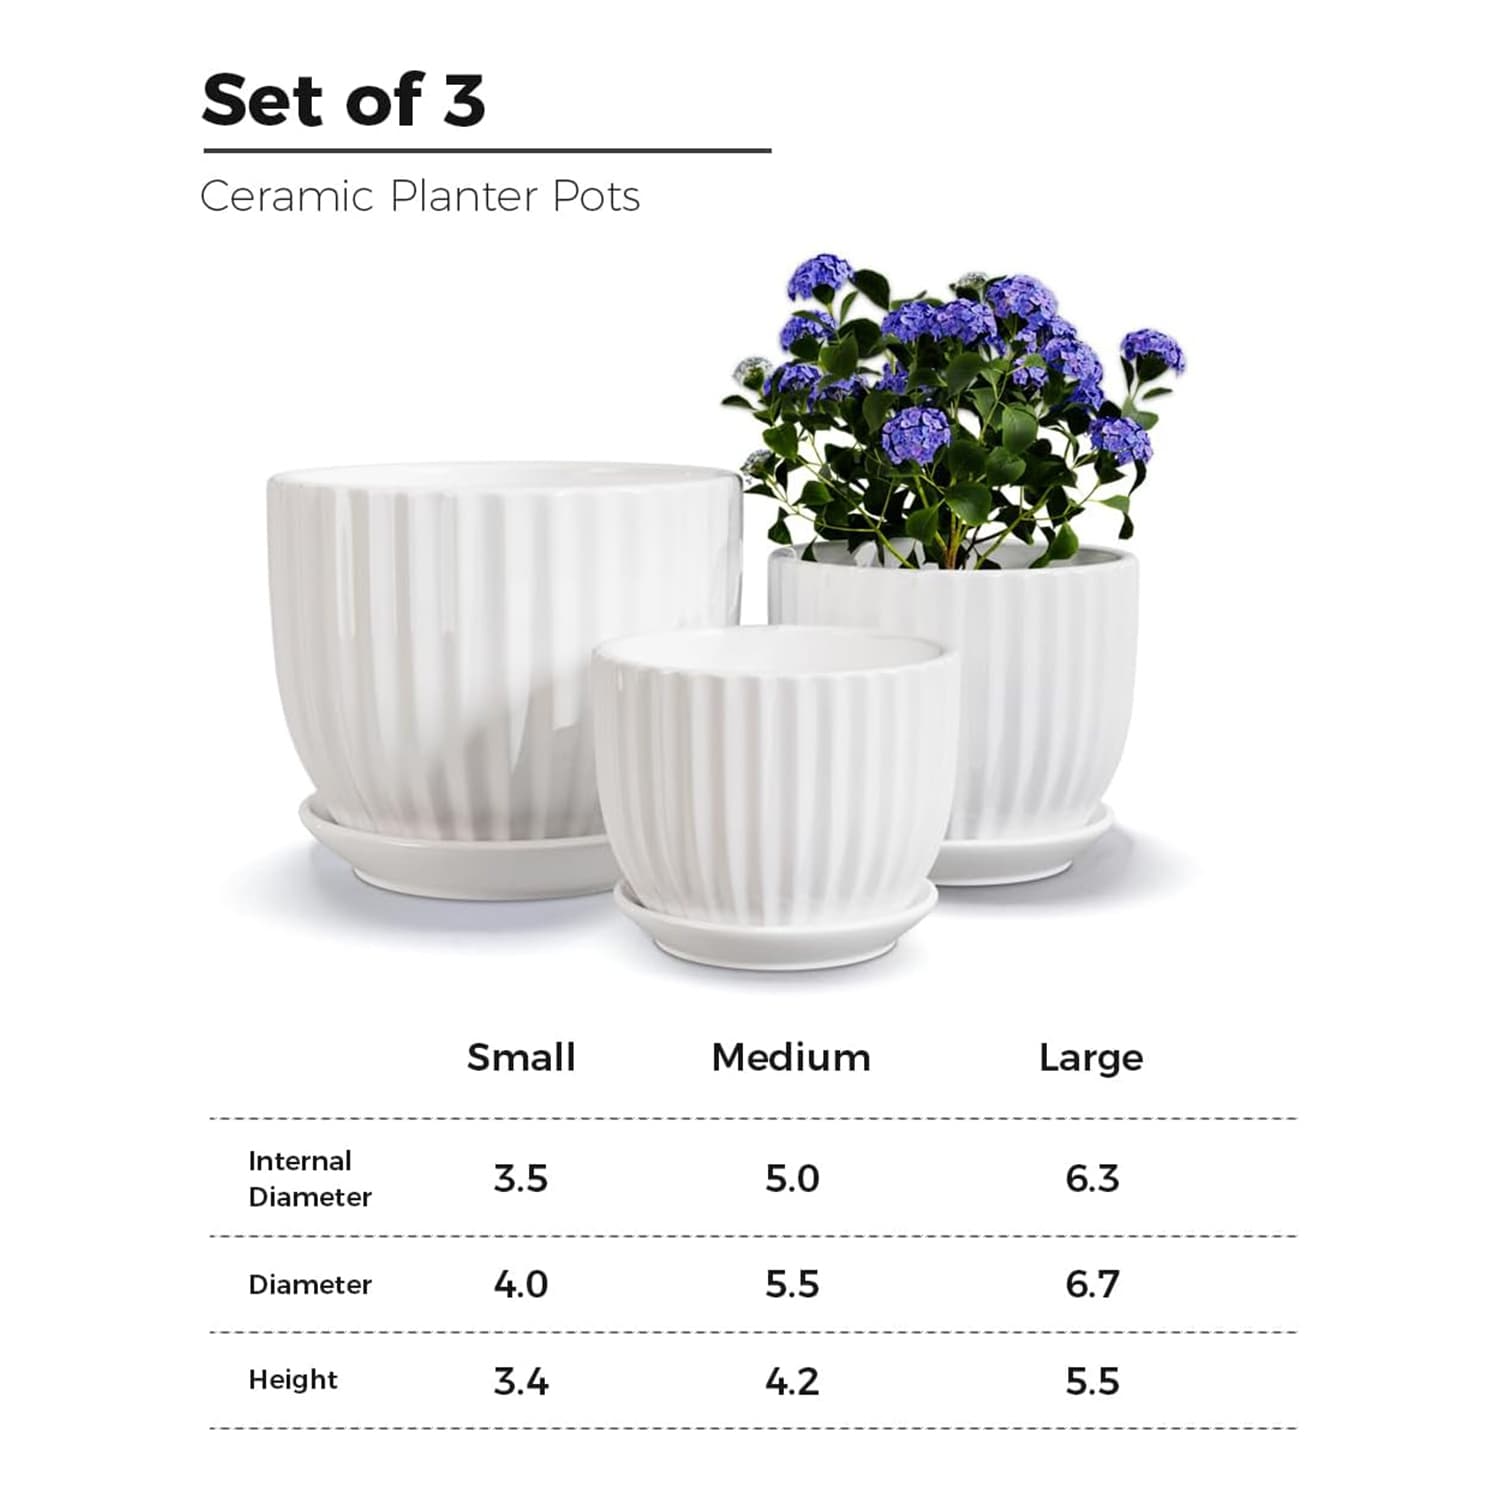 Set of 3
Ceramic Planter Pots
Small Medium Large
Internal
Diameter 3.5 5.0 6.3
Diameter 4.0 5.5 6.7
Height 3.4 4.2 5.5